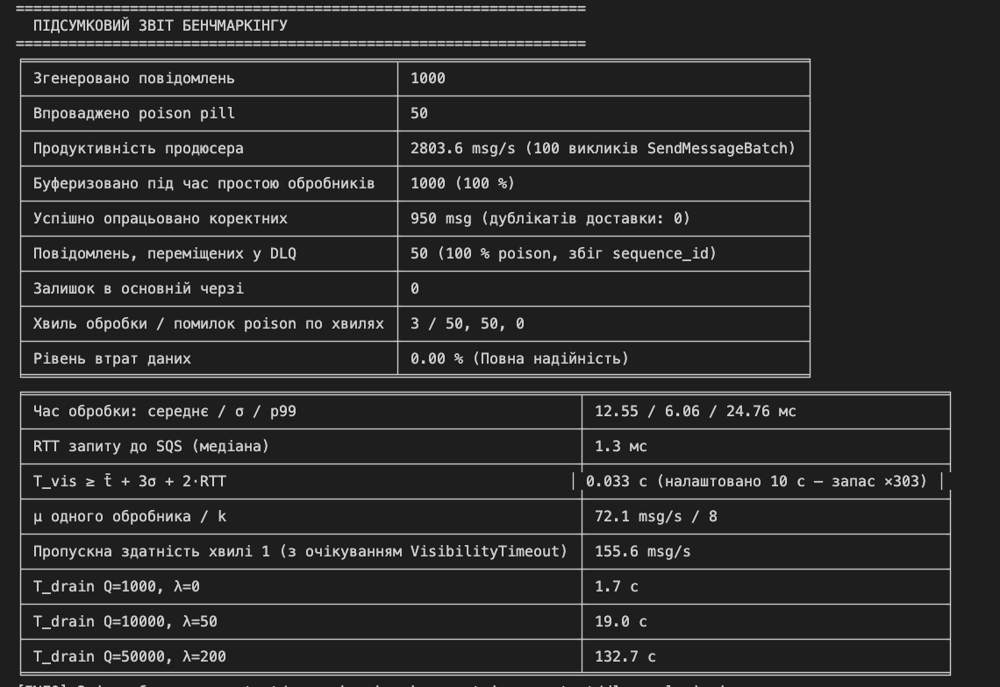 ПІДСУМКОВИЙ ЗВІТ БЕНЧМАРКІНГУ
Згенеровано повідомлень 1000
Впроваджено poison pill 50
Продуктивність продюсера 2803.6 msg/s (100 викликів SendMessageBatch)
Буферизовано під час простою обробників 1000 (100 %)
Успішно опрацьовано коректних 950 msg (дублікатів доставки: 0)
Повідомлень, переміщених у DLQ 50 (100 % poison, збіг sequence_id)
Залишок в основній черзі 0
Хвиль обробки / помилок poison по хвилях 3 / 50, 50, 0
Рівень втрат даних 0.00 % (Повна надійність)
Час обробки: середнє / σ / p99 12.55 / 6.06 / 24.76 мс
RTT запиту до SQS (медіана) 1.3 мс
T_vis ≥ t̄ + 3σ + 2·RTT 0.033 с (налаштовано 10 с — запас ×303)
μ одного обробника / k 72.1 msg/s / 8
Пропускна здатність хвилі 1 (з очікуванням VisibilityTimeout) 155.6 msg/s
T_drain Q=1000, λ=0 1.7 с
T_drain Q=10000, λ=50 19.0 с
T_drain Q=50000, λ=200 132.7 с